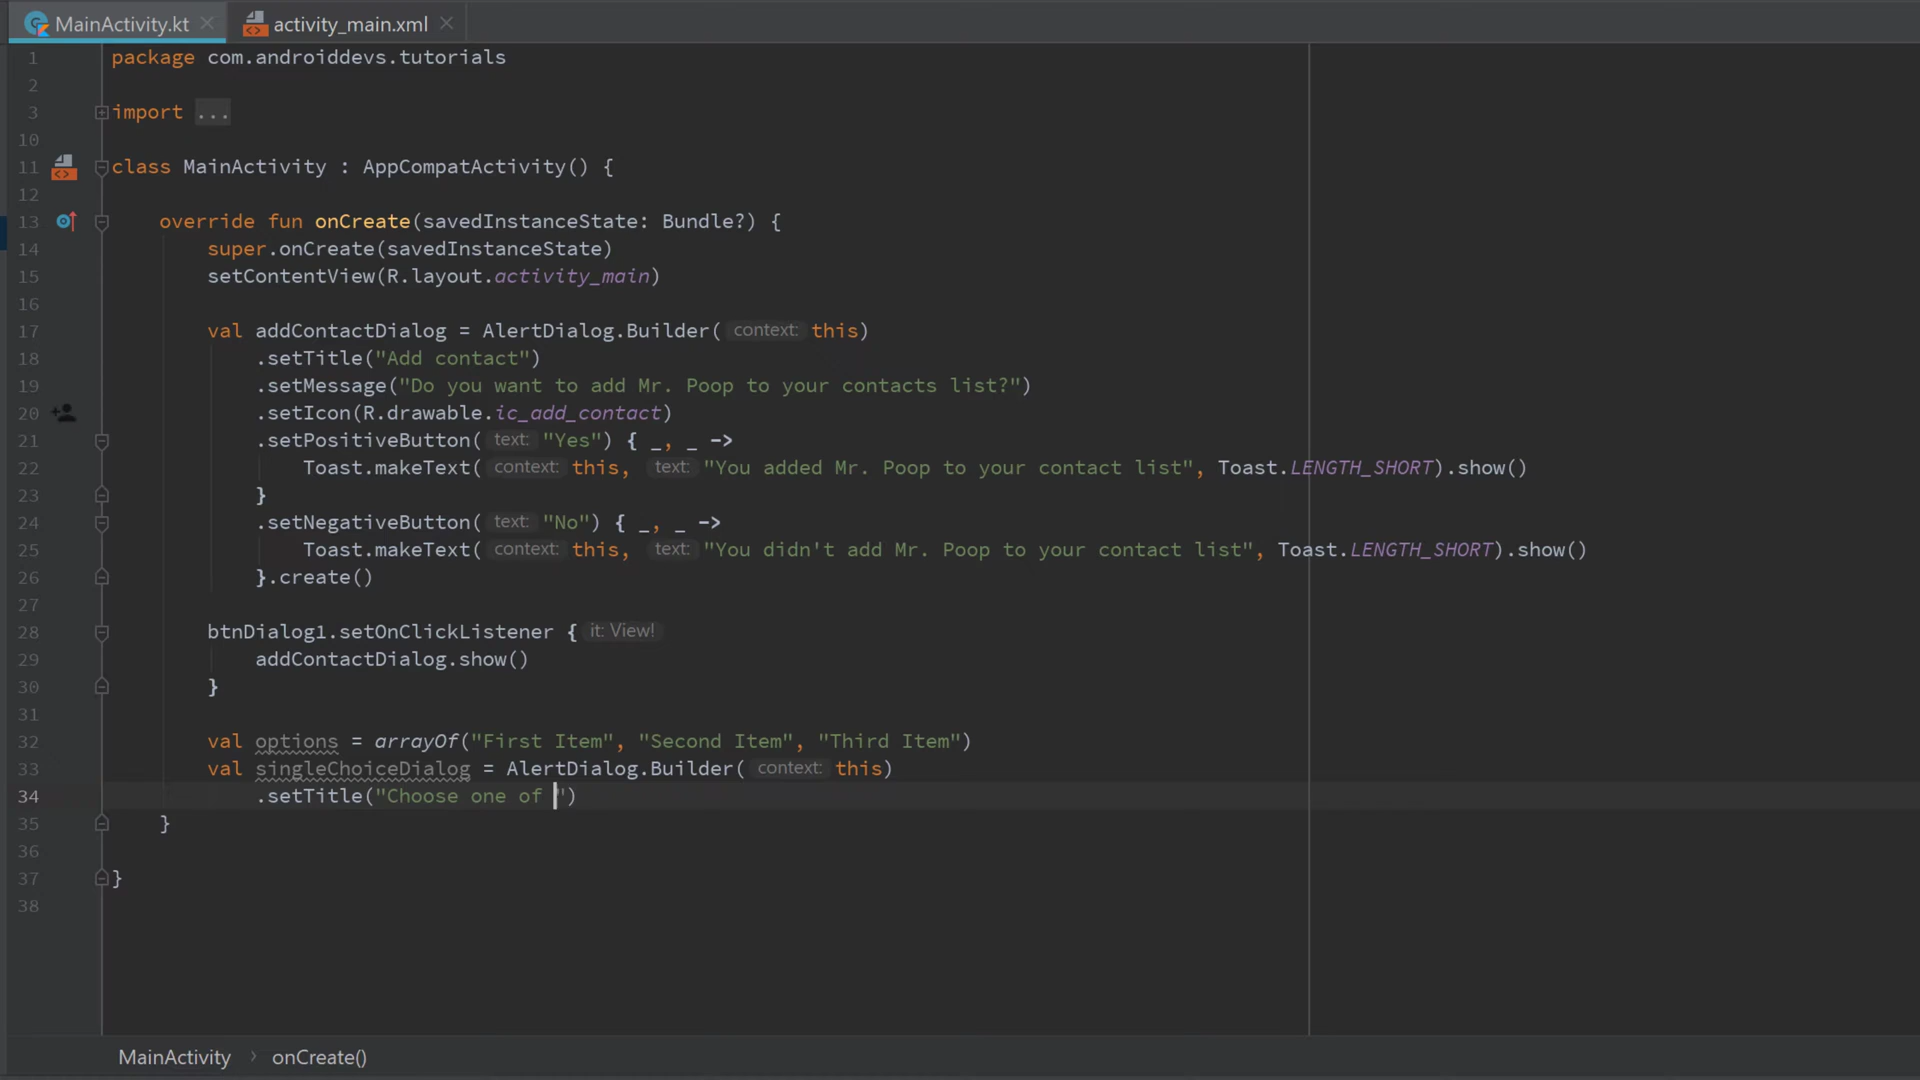 MainActivity.kt
activity_main.xml
1 package com.androiddevs.tutorials
2
3 import ...
10
11 class MainActivity : AppCompatActivity() {
12
13 override fun onCreate(savedInstanceState: Bundle?) {
14 super.onCreate(savedInstanceState)
15 setContentView(R.layout.activity_main)
16
17 val addContactDialog = AlertDialog.Builder( context: this)
18 .setTitle("Add contact")
19 .setMessage("Do you want to add Mr. Poop to your contacts list?")
20 .setIcon(R.drawable.ic_add_contact)
21 .setPositiveButton( text: "Yes") { _, _ ->
22 Toast.makeText( context: this, text: "You added Mr. Poop to your contact list", Toast.LENGTH_SHORT).show()
23 }
24 .setNegativeButton( text: "No") { _, _ ->
25 Toast.makeText( context: this, text: "You didn't add Mr. Poop to your contact list", Toast.LENGTH_SHORT).show()
26 }.create()
27
28 btnDialog1.setOnClickListener { it: View!
29 addContactDialog.show()
30 }
31
32 val options = arrayOf("First Item", "Second Item", "Third Item")
33 val singleChoiceDialog = AlertDialog.Builder( context: this)
34 .setTitle("Choose one of ")
35 }
36
37 }
38
MainActivity › onCreate()